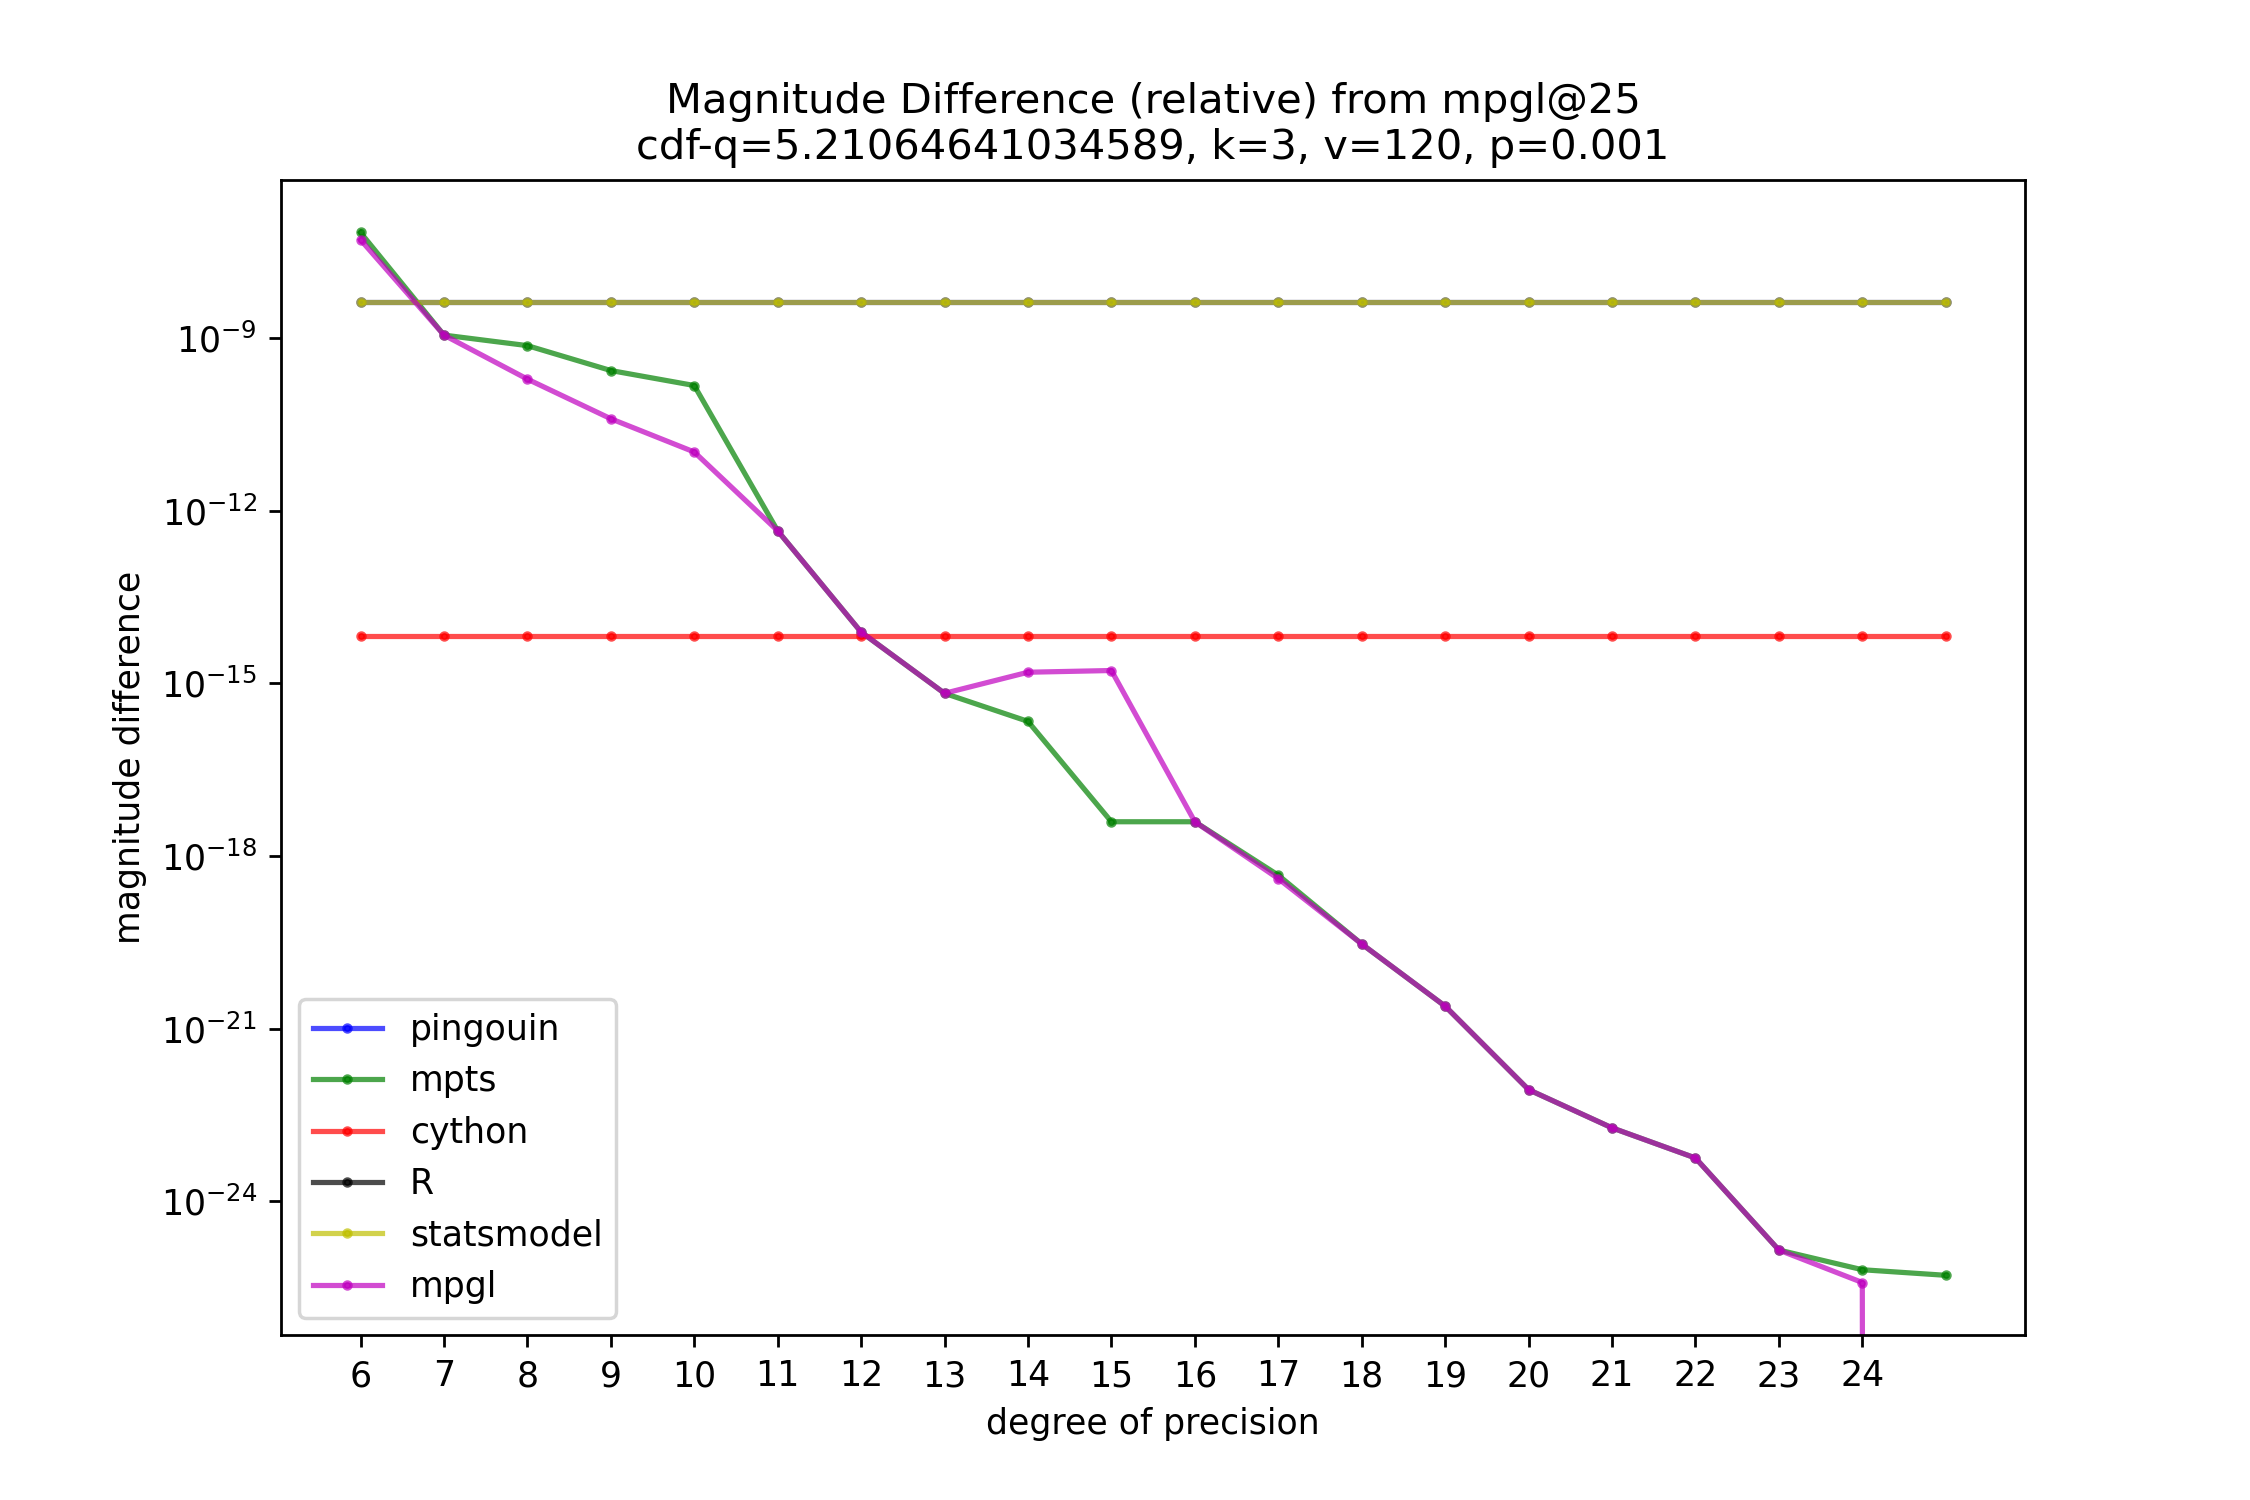 Magnitude Difference (relative) from mpgl@25
cdf-q=5.21064641034589, k=3, v=120, p=0.001
magnitude difference
10⁻⁹
10⁻¹²
10⁻¹⁵
10⁻¹⁸
10⁻²¹
10⁻²⁴
pingouin
mpts
cython
R
statsmodel
mpgl
6 7 8 9 10 11 12 13 14 15 16 17 18 19 20 21 22 23 24
degree of precision